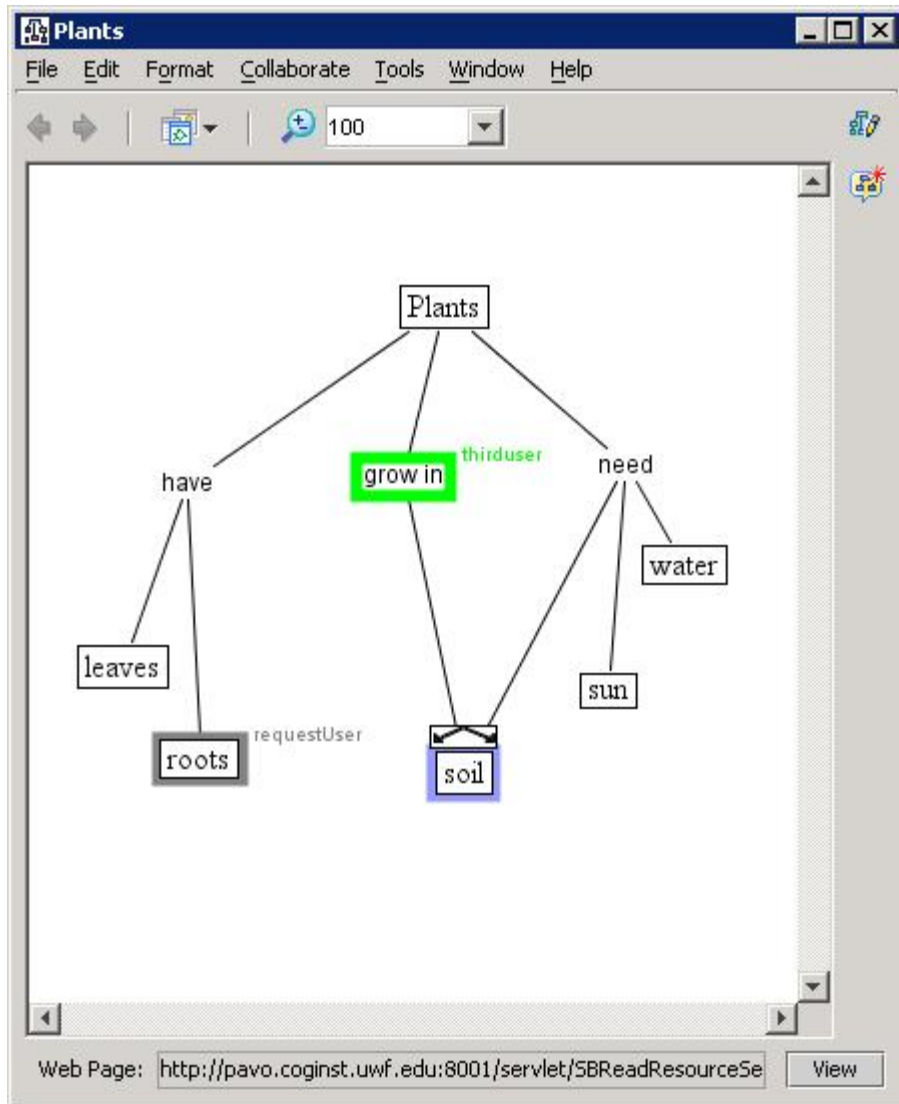 Plants
File Edit Format Collaborate Tools Window Help
100
Plants
thirduser
grow in
need
have
water
leaves
sun
requestUser
roots
soil
Web Page: http://pavo.coginst.uwf.edu:8001/servlet/SBReadResourceSe View